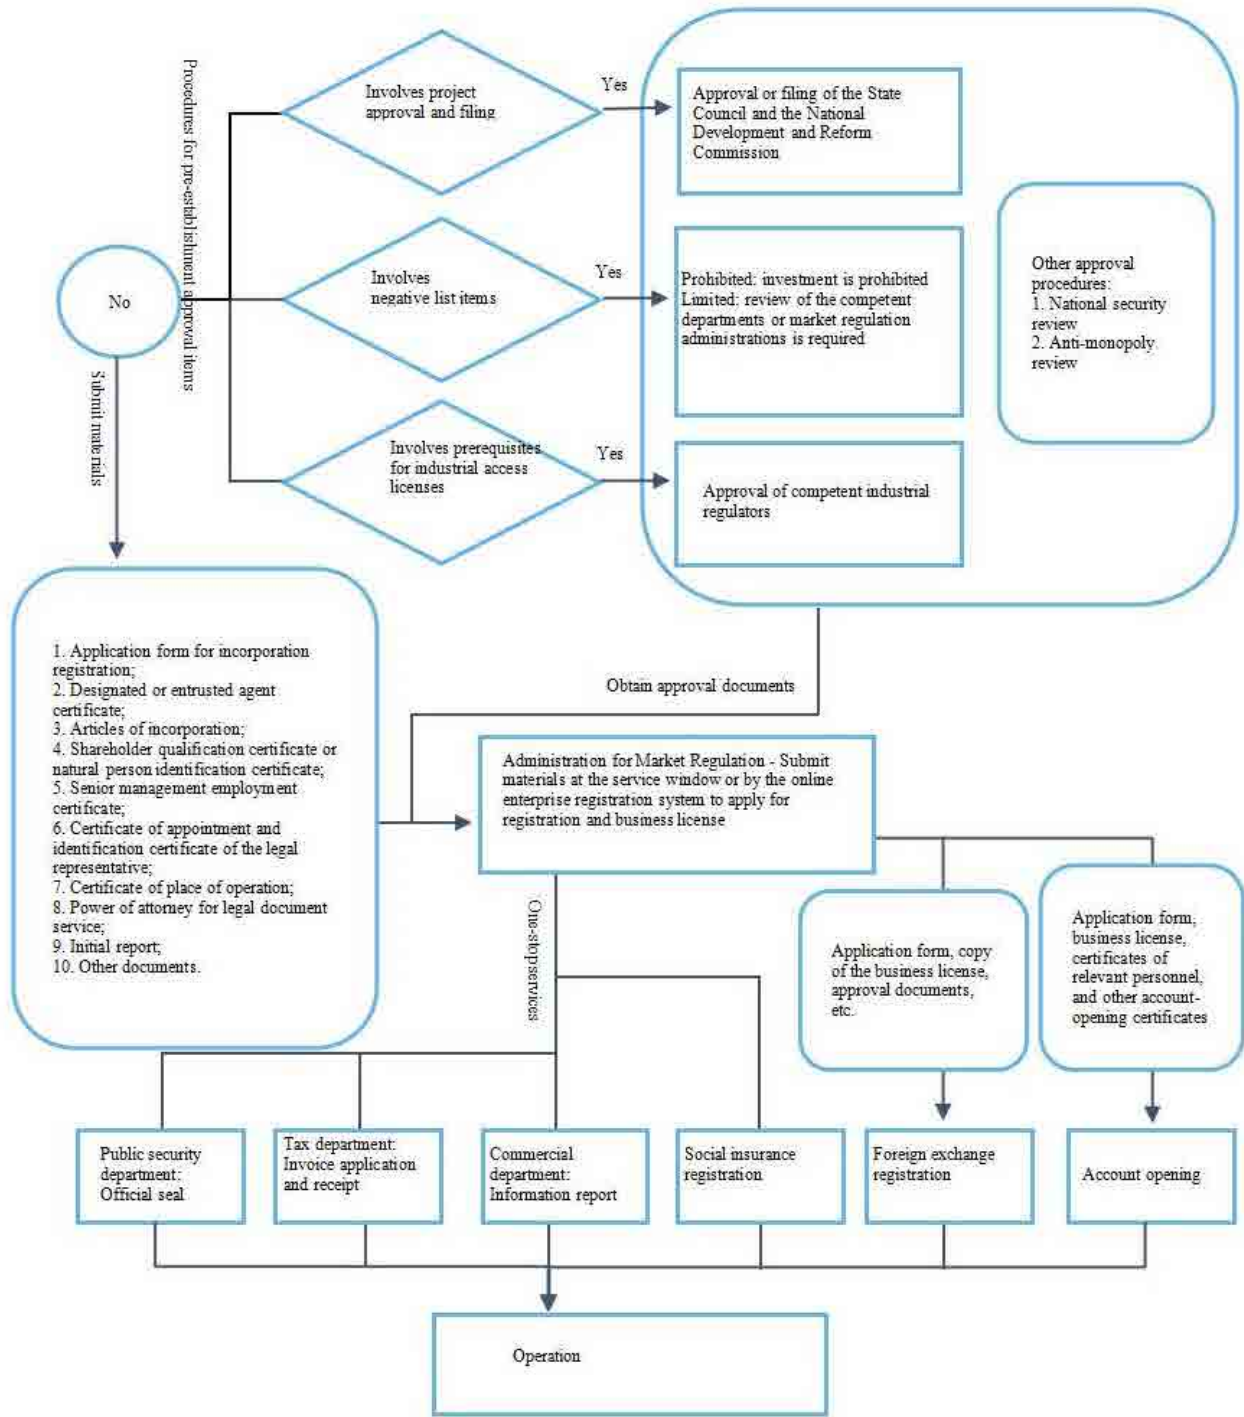 Procedures for pre-establishment approval items
Involves project
approval and filing
Yes
Approval or filing of the State
Council and the National
Development and Reform
Commission
No
Involves
negative list items
Yes
Prohibited: investment is prohibited
Limited: review of the competent
departments or market regulation
administrations is required
Other approval
procedures:
1. National security
review
2. Anti-monopoly
review
Submit materials
Involves prerequisites
for industrial access
licenses
Yes
Approval of competent industrial
regulators
1. Application form for incorporation
registration;
2. Designated or entrusted agent
certificate;
3. Articles of incorporation;
4. Shareholder qualification certificate or
natural person identification certificate;
5. Senior management employment
certificate;
6. Certificate of appointment and
identification certificate of the legal
representative;
7. Certificate of place of operation;
8. Power of attorney for legal document
service;
9. Initial report;
10. Other documents.
Obtain approval documents
Administration for Market Regulation - Submit
materials at the service window or by the online
enterprise registration system to apply for
registration and business license
One-stopservices
Application form, copy
of the business license,
approval documents,
etc.
Application form,
business license,
certificates of
relevant personnel,
and other account-
opening certificates
Public security
department:
Official seal
Tax department:
Invoice application
and receipt
Commercial
department:
Information report
Social insurance
registration
Foreign exchange
registration
Account opening
Operation